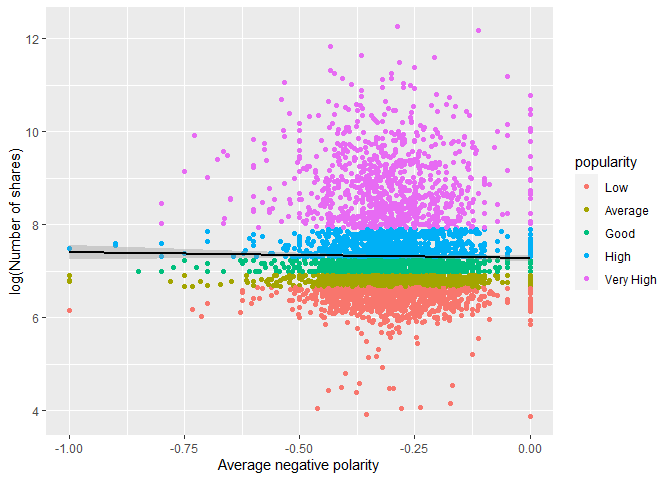 12
10
8
6
4
log(Nurmber of shares)
-1.00
-0.75
-0.50
-0.25
0.00
Average negative polarity
popularity
Low
Average
Good
High
Very High